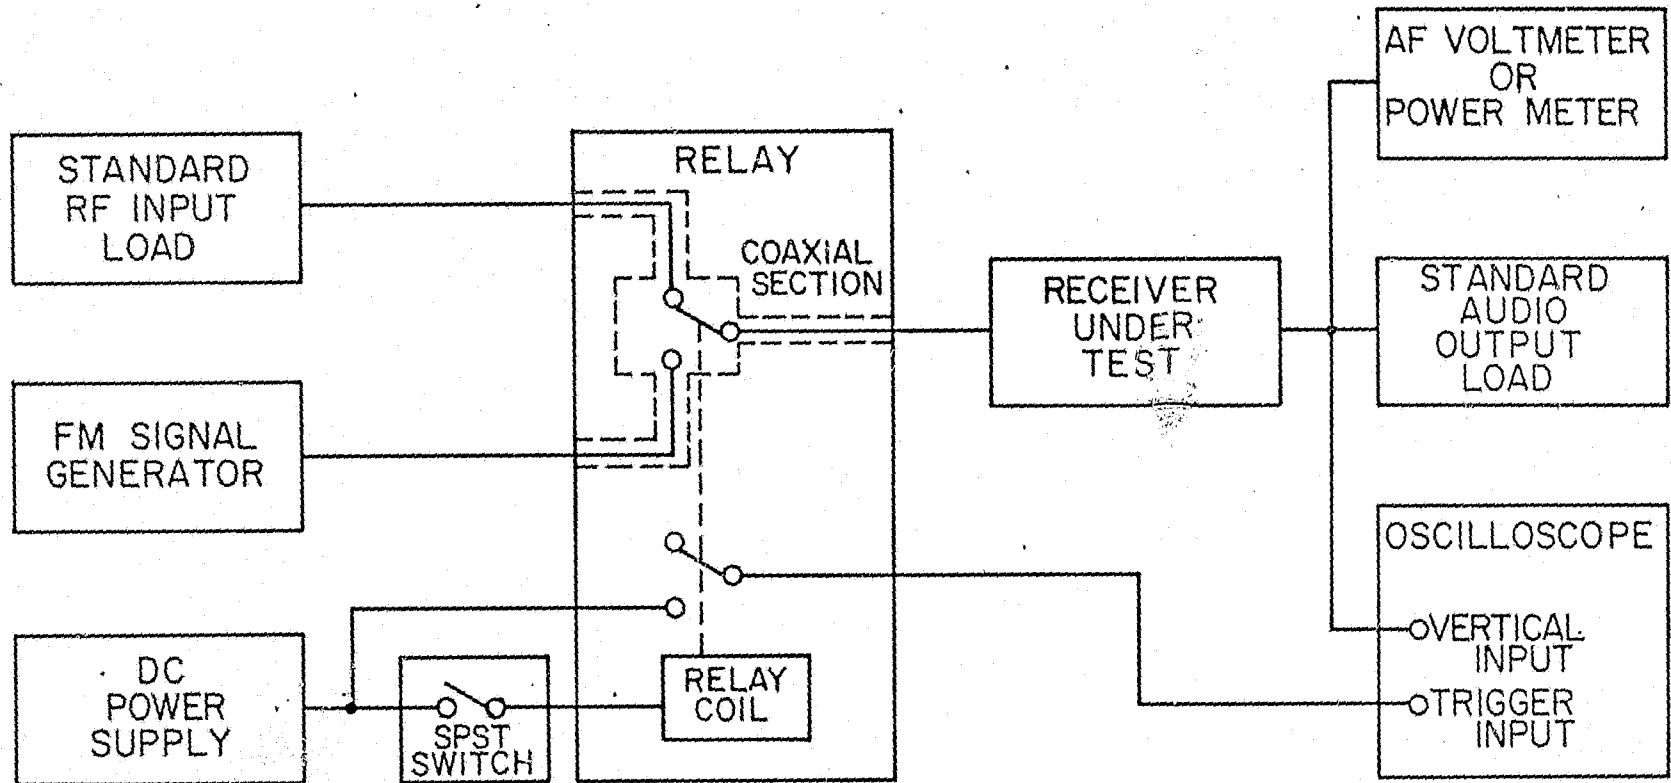 AF VOLTMETER
OR
POWER METER
STANDARD
RF INPUT
LOAD
RELAY
COAXIAL
SECTION
RECEIVER
UNDER
TEST
STANDARD
AUDIO
OUTPUT
LOAD
FM SIGNAL
GENERATOR
OSCILLOSCOPE
VERTICAL
INPUT
TRIGGER
INPUT
DC
POWER
SUPPLY
SPST
SWITCH
RELAY
COIL